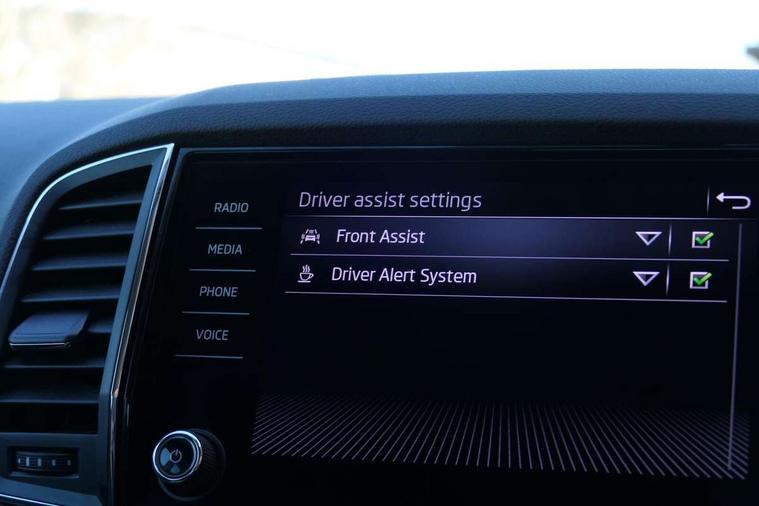 Driver assist settings
RADIO
Front Assist
MEDIA
Driver Alert System
PHONE
VOICE